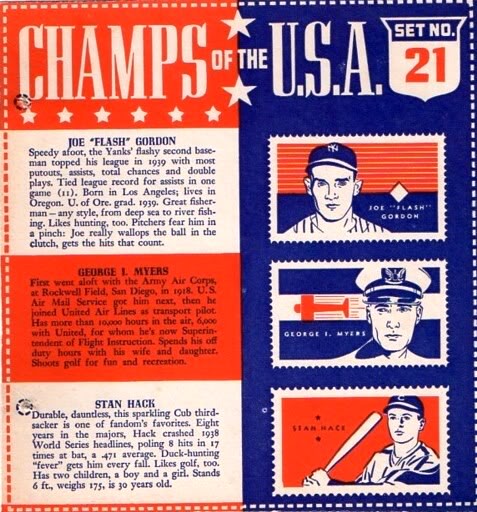 CHAMPS OF THE U.S.A.
SET NO.
21
JOE "FLASH" GORDON
Speedy afoot, the Yanks' flashy second base-
man topped his league in 1939 with most
putouts, assists, total chances and double
plays. Tied league record for assists in one
game (11). Born in Los Angeles; lives in
Oregon. U. of Ore. grad. 1939. Great fisher-
man—any style, from deep sea to river fish-
ing. Likes hunting, too. Pitchers fear him in
a pinch: Joe really wallops the ball in the
clutch, gets the hits that count.
GEORGE I. MYERS
First went aloft with the Army Air Corps,
at Rockwell Field, San Diego, in 1918. U.S.
Air Mail Service got him next, then he
joined United Air Lines as transport pilot.
Has more than 10,000 hours in the air, 6,000
with United, for whom he's now Superin-
tendent of Flight Instruction. Spends his off
duty hours with his wife and daughter.
Shoots golf for fun and recreation.
STAN HACK
Durable, dauntless, this sparkling Cub third-
sacker is one of fandom's favorites. Eight
years in the majors, Hack crashed 1938
World Series headlines, poling 8 hits in 17
times at bat, a .471 average. Duck-hunting
"fever" gets him every fall. Likes golf, too.
Has two children, a boy and a girl. Stands
6 ft., weighs 175, is 30 years old.
JOE "FLASH"
GORDON
GEORGE I. MYERS
©
STAN HACK